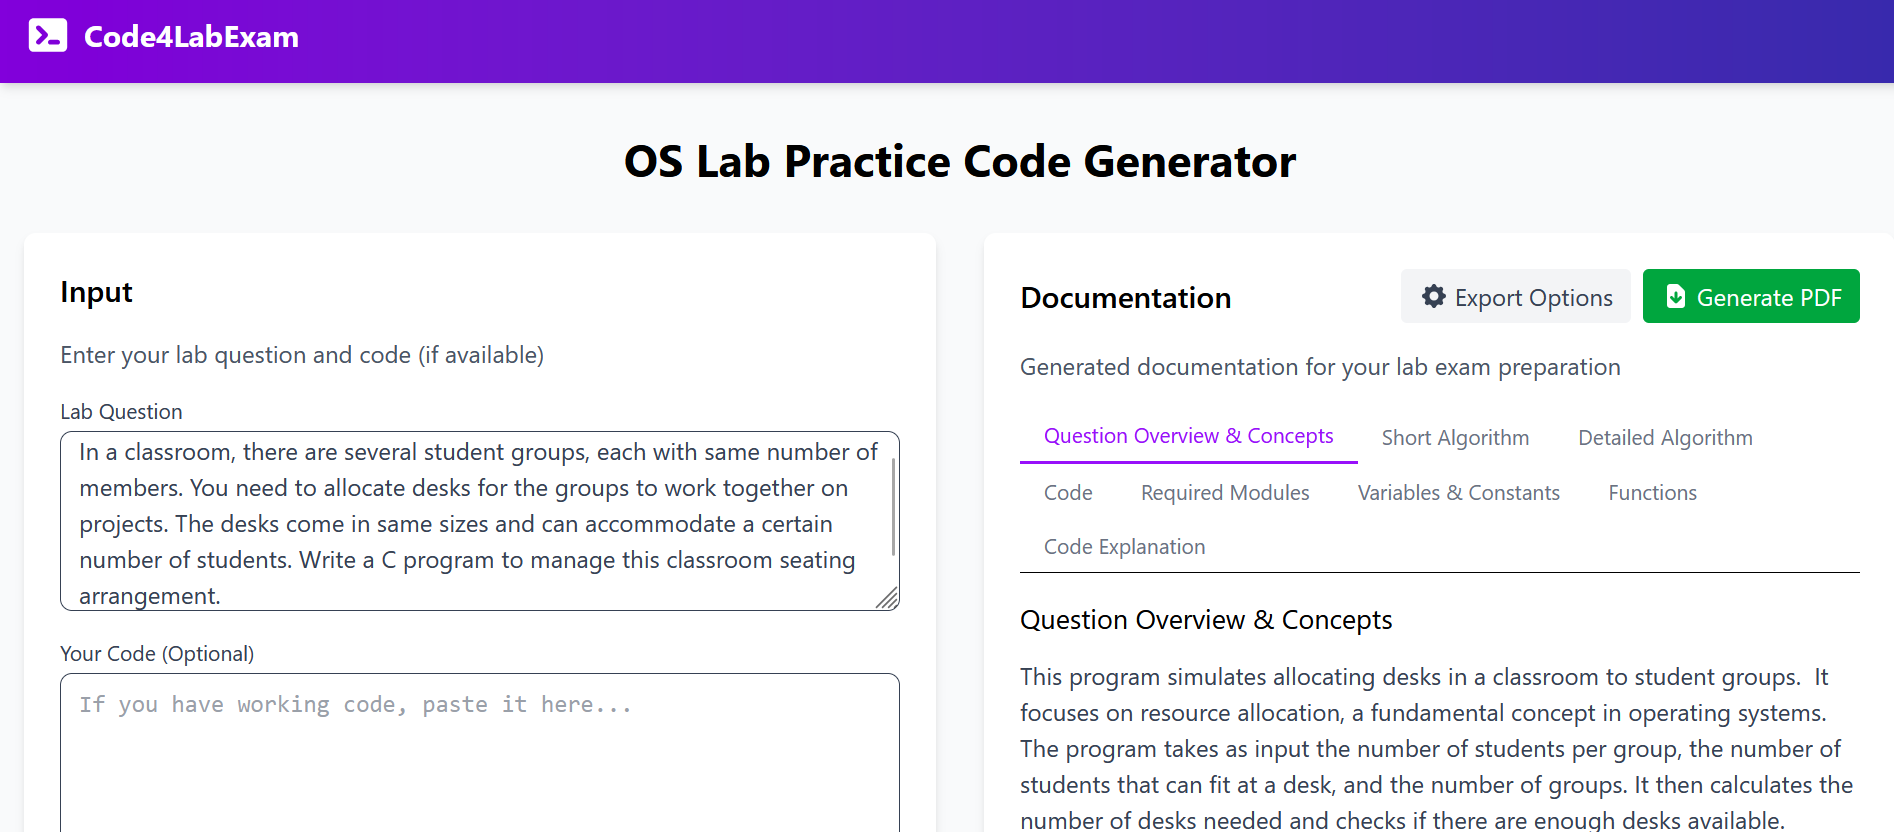 Code4LabExam
OS Lab Practice Code Generator
Input
Enter your lab question and code (if available)
Lab Question
In a classroom, there are several student groups, each with same number of
members. You need to allocate desks for the groups to work together on
projects. The desks come in same sizes and can accommodate a certain
number of students. Write a C program to manage this classroom seating
arrangement.
Your Code (Optional)
If you have working code, paste it here...
Documentation
Export Options
Generate PDF
Generated documentation for your lab exam preparation
Question Overview & Concepts
Short Algorithm
Detailed Algorithm
Code
Required Modules
Variables & Constants
Functions
Code Explanation
Question Overview & Concepts
This program simulates allocating desks in a classroom to student groups.  It
focuses on resource allocation, a fundamental concept in operating systems.
The program takes as input the number of students per group, the number of
students that can fit at a desk, and the number of groups. It then calculates the
number of desks needed and checks if there are enough desks available.